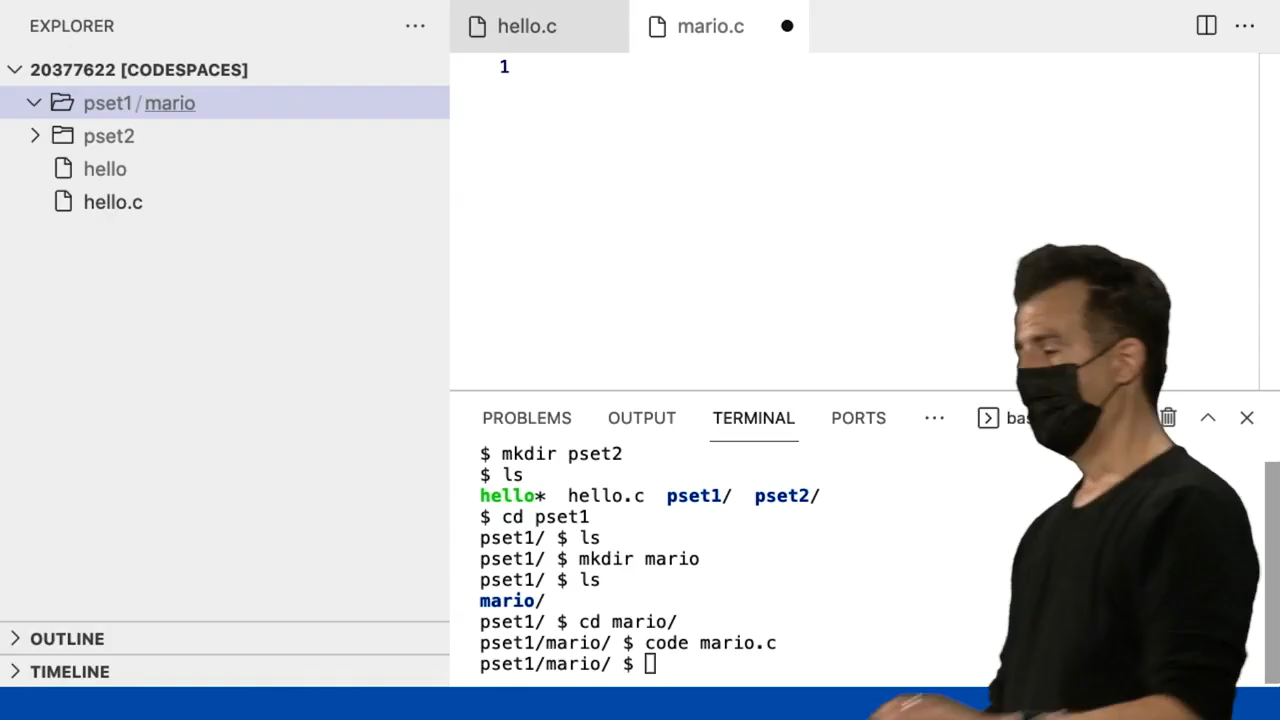 EXPLORER
20377622 [CODESPACES]
pset1/mario
pset2
hello
hello.c
OUTLINE
TIMELINE
hello.c
mario.c
1
PROBLEMS OUTPUT TERMINAL PORTS
$ mkdir pset2
$ ls
hello* hello.c pset1/ pset2/
$ cd pset1
pset1/ $ ls
pset1/ $ mkdir mario
pset1/ $ ls
mario/
pset1/ $ cd mario/
pset1/mario/ $ code mario.c
pset1/mario/ $